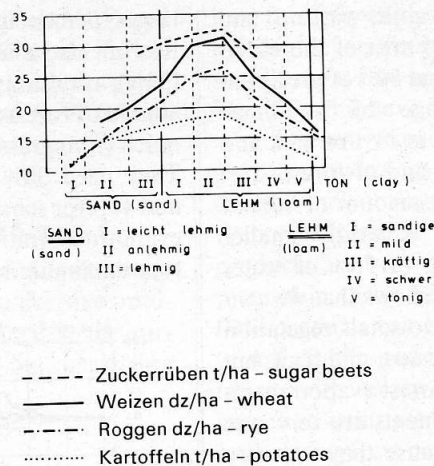 35
30
25
20
15
10
I II III I II III IV V TON (clay)
SAND (sand) LEHM (loam)
SAND (sand) I = leicht lehmig
II anlehmig
III = lehmig
LEHM (loam) I = sandiger
II = mild
III = kräftig
IV = schwer
V = tonig
Zuckerrüben t/ha – sugar beets
Weizen dz/ha – wheat
Roggen dz/ha – rye
Kartoffeln t/ha – potatoes